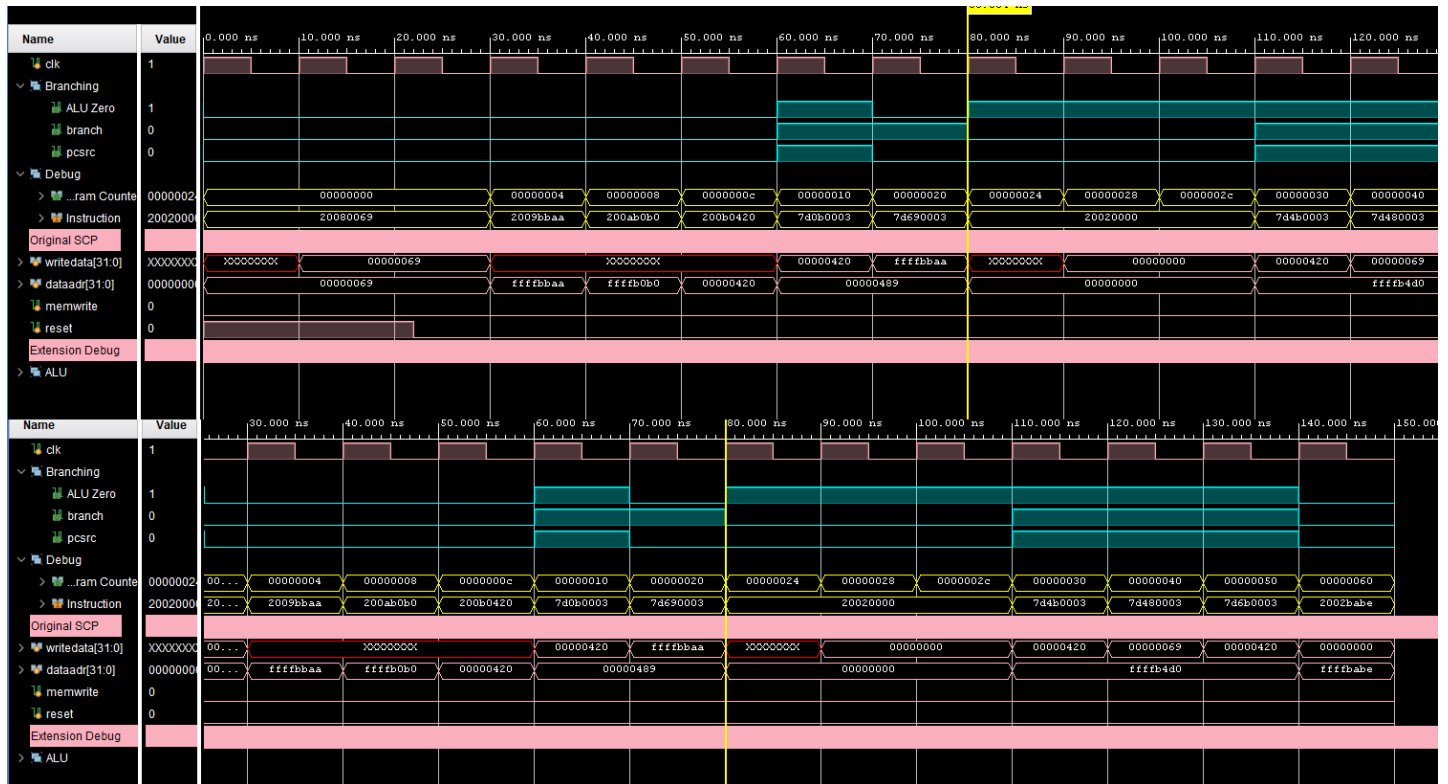 80.001 ns
Name Value 0.000 ns 10.000 ns 20.000 ns 30.000 ns 40.000 ns 50.000 ns 60.000 ns 70.000 ns 80.000 ns 90.000 ns 100.000 ns 110.000 ns 120.000 ns
clk 1
Branching
ALU Zero 1
branch 0
pcsrc 0
Debug
...ram Counte 0000002 00000000 00000004 00000008 0000000c 00000010 00000020 00000024 00000028 0000002c 00000030 00000040
Instruction 2002000 20080069 2009bbaa 200ab0b0 200b0420 7d0b0003 7d690003 20020000 7d4b0003 7d480003
Original SCP
writedata[31:0] XXXXXXX XXXXXXXX 00000069 XXXXXXXX 00000420 ffffbbaa XXXXXXXX 00000000 00000420 00000069
dataadr[31:0] 0000000 00000069 ffffbbaa ffffb0b0 00000420 00000489 00000000 ffffb4d0
memwrite 0
reset 0
Extension Debug
ALU
Name Value 30.000 ns 40.000 ns 50.000 ns 60.000 ns 70.000 ns 80.000 ns 90.000 ns 100.000 ns 110.000 ns 120.000 ns 130.000 ns 140.000 ns 150.00
clk 1
Branching
ALU Zero 1
branch 0
pcsrc 0
Debug
...ram Counte 0000002 00... 00000004 00000008 0000000c 00000010 00000020 00000024 00000028 0000002c 00000030 00000040 00000050 00000060
Instruction 2002000 20... 2009bbaa 200ab0b0 200b0420 7d0b0003 7d690003 20020000 7d4b0003 7d480003 7d6b0003 2002babe
Original SCP
writedata[31:0] XXXXXXX 00... XXXXXXXX 00000420 ffffbbaa XXXXXXXX 00000000 00000420 00000069 00000420 00000000
dataadr[31:0] 0000000 00... ffffbbaa ffffb0b0 00000420 00000489 00000000 ffffb4d0 ffffbabe
memwrite 0
reset 0
Extension Debug
ALU